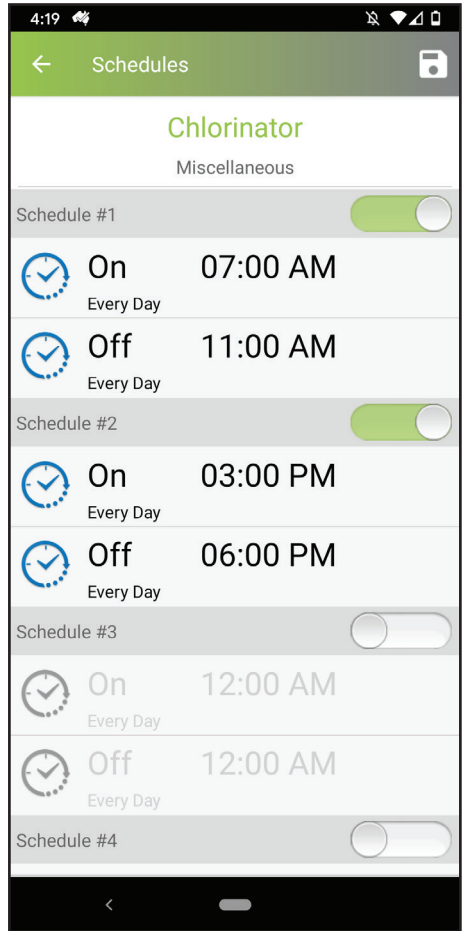 4:19
Schedules
Chlorinator
Miscellaneous
Schedule #1
On 07:00 AM
Every Day
Off 11:00 AM
Every Day
Schedule #2
On 03:00 PM
Every Day
Off 06:00 PM
Every Day
Schedule #3
On 12:00 AM
Every Day
Off 12:00 AM
Every Day
Schedule #4